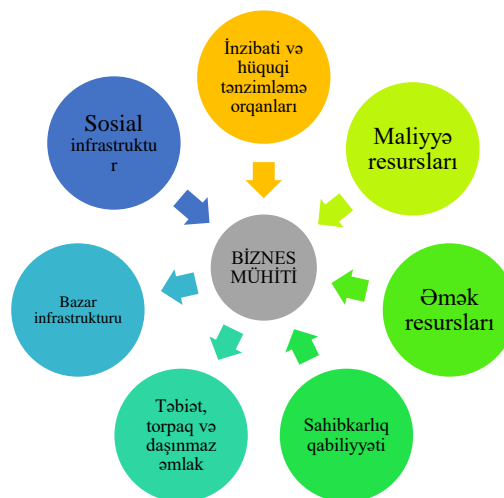 İnzibati və
hüquqi
tənzimləmə
orqanları
Maliyyə
resursları
Əmək
resursları
Sahibkarlıq
qabiliyyəti
Təbiət,
torpaq və
daşınmaz
əmlak
Bazar
infrastrukturu
Sosial
infrastruktu
r
BİZNES
MÜHİTİ